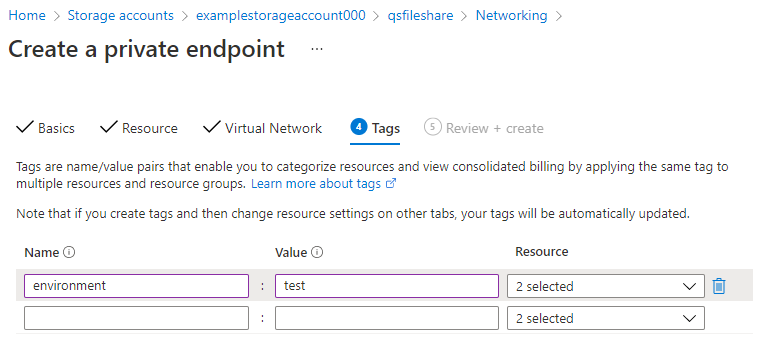 Home > Storage accounts > examplestorageaccount000 > qsfileshare > Networking >
Create a private endpoint ...
Basics Resource Virtual Network 4 Tags 5 Review + create
Tags are name/value pairs that enable you to categorize resources and view consolidated billing by applying the same tag to
multiple resources and resource groups. Learn more about tags
Note that if you create tags and then change resource settings on other tabs, your tags will be automatically updated.
Name Value Resource
environment : test 2 selected
: 2 selected